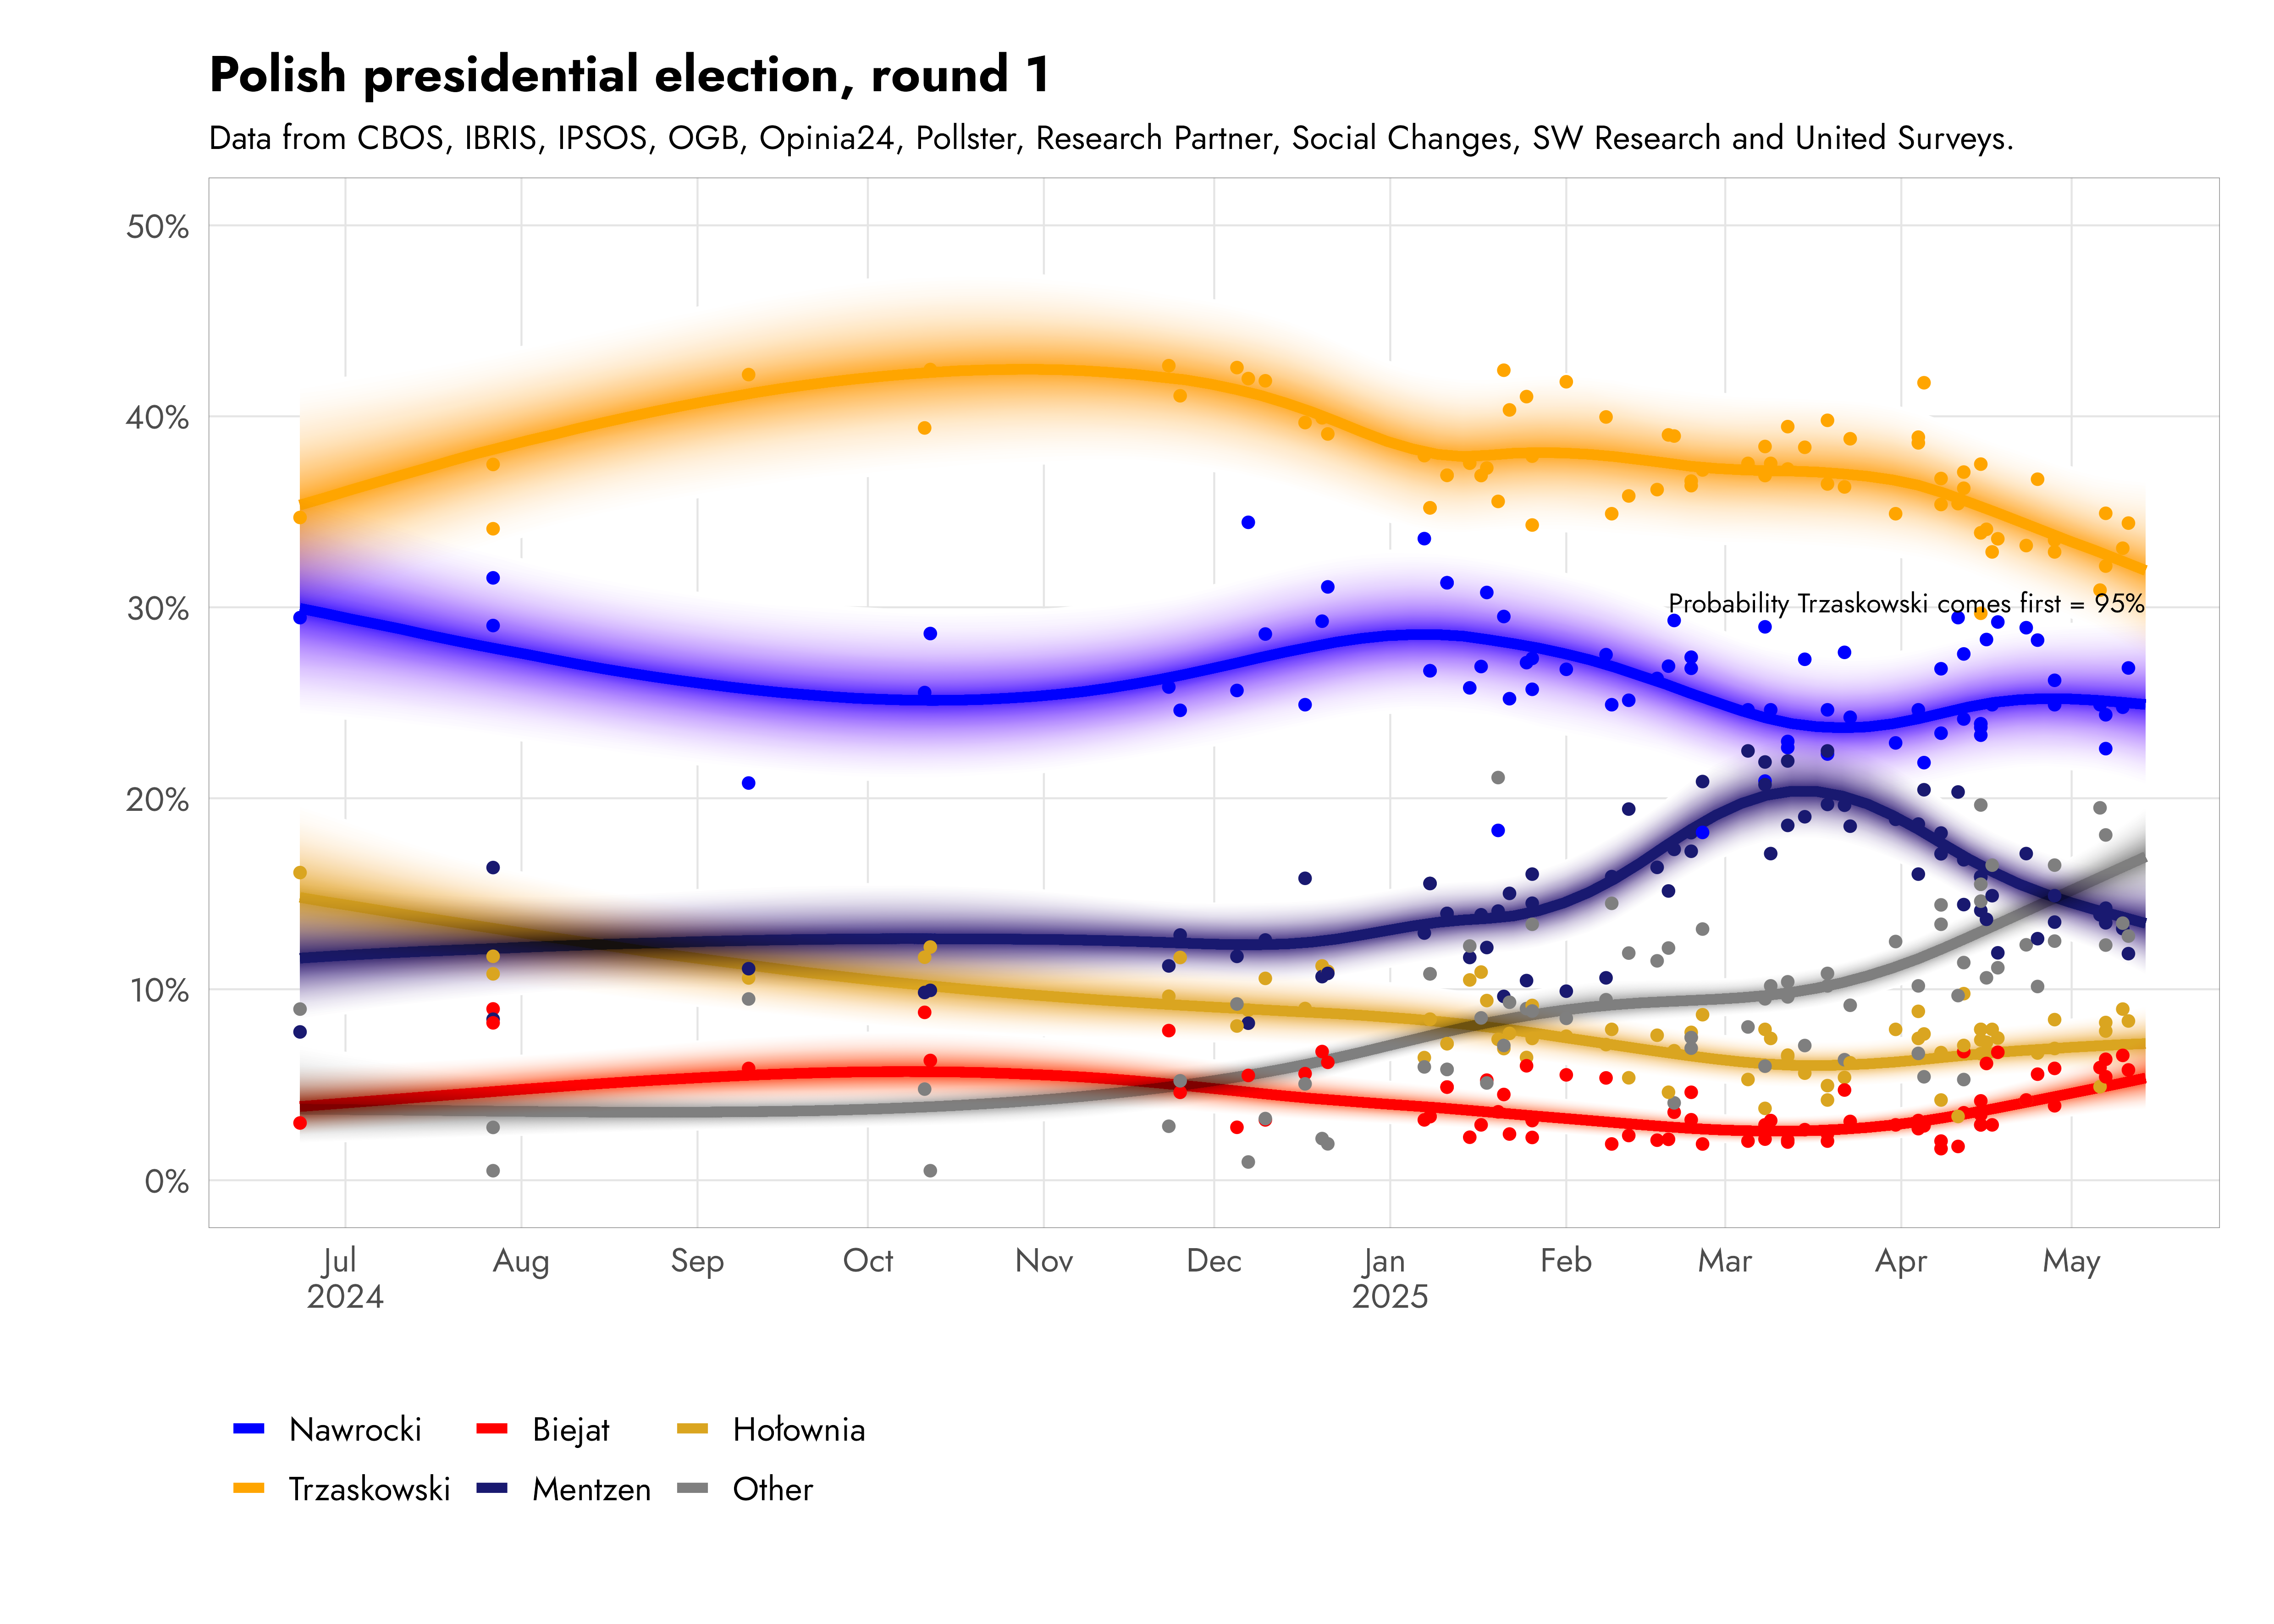 Polish presidential election, round 1
Data from CBOS, IBRIS, IPSOS, OGB, Opinia24, Pollster, Research Partner, Social Changes, SW Research and United Surveys.
50%
40%
30%
20%
10%
0%
Probability Trzaskowski comes first = 95%
Jul Aug Sep Oct Nov Dec Jan Feb Mar Apr May
2024 2025
Nawrocki Biejat Hołownia
Trzaskowski Mentzen Other